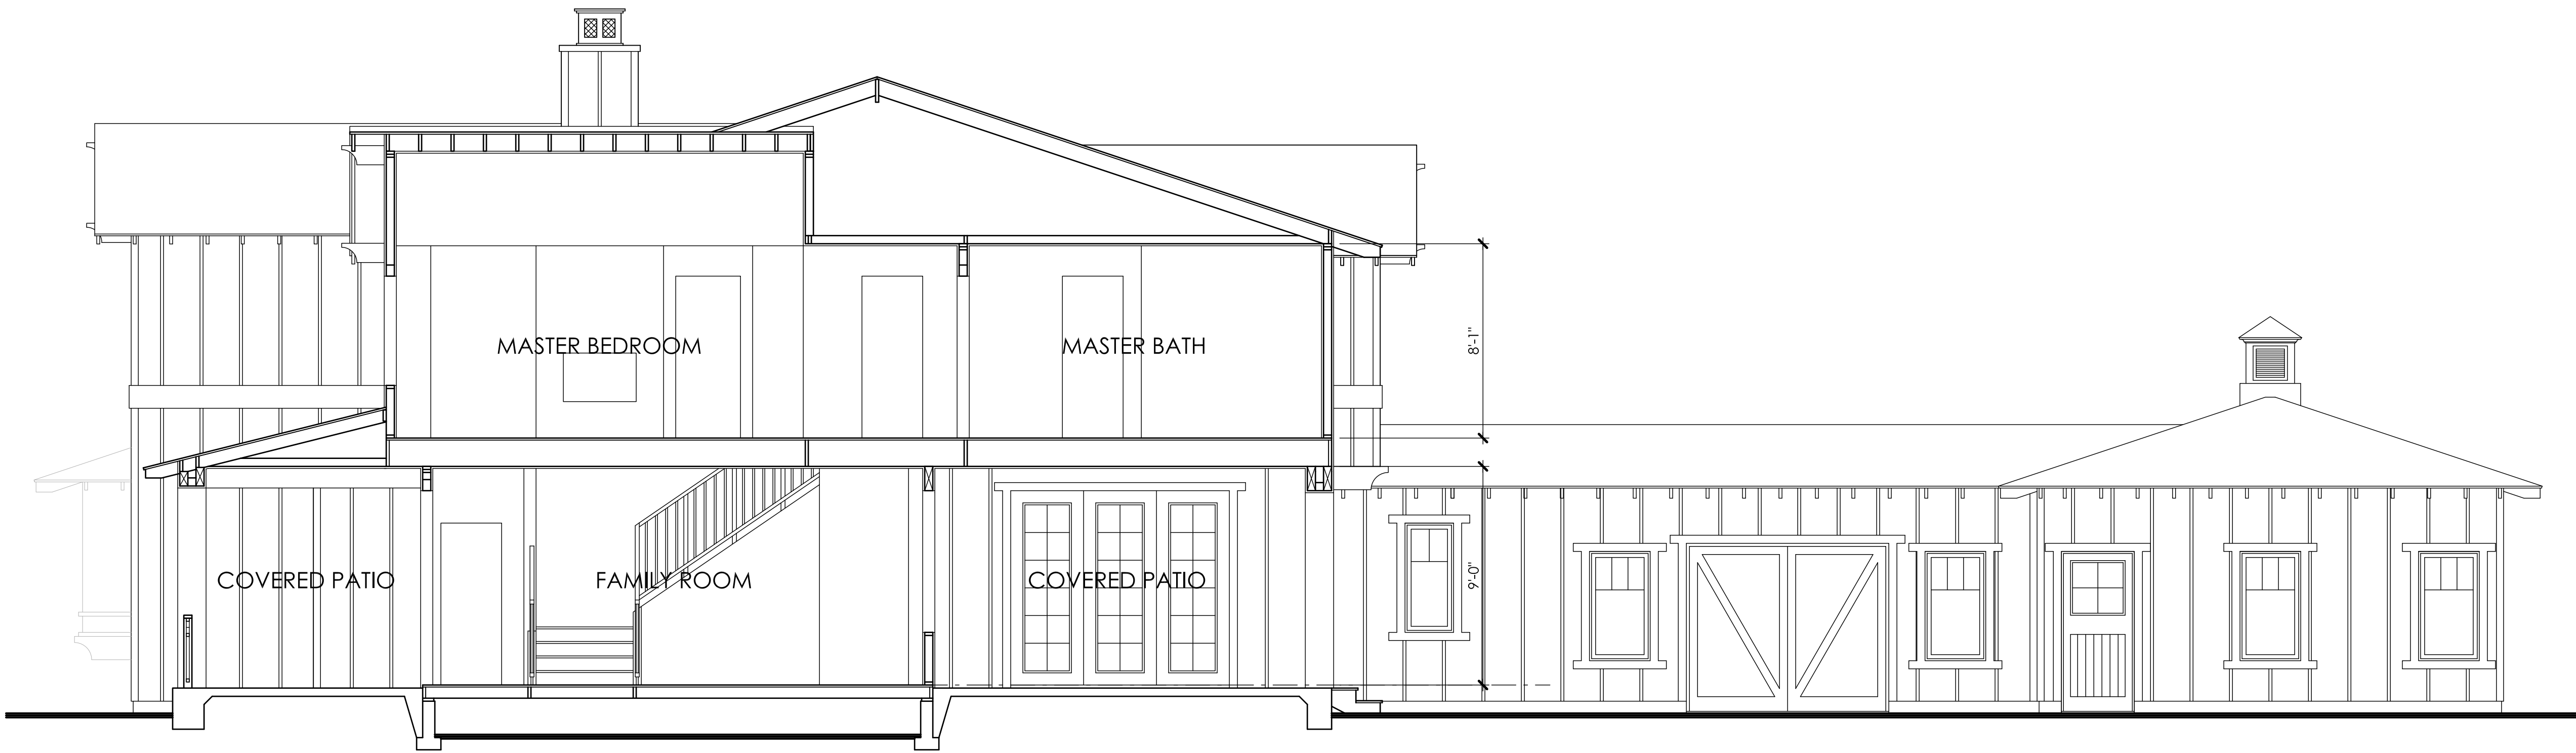 MASTER BEDROOM
MASTER BATH
8'-1"
COVERED PATIO
FAMILY ROOM
COVERED PATIO
9'-0"